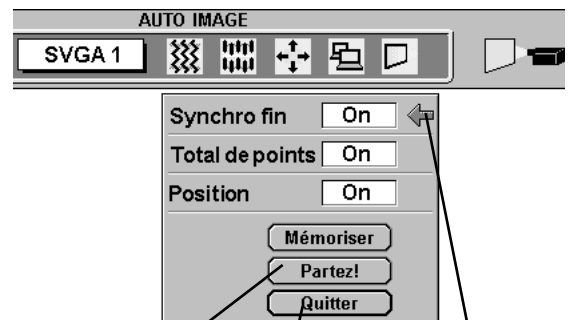 AUTO IMAGE
SVGA 1
Synchro fin On
Total de points On
Position On
Mémoriser
Partez!
Quitter